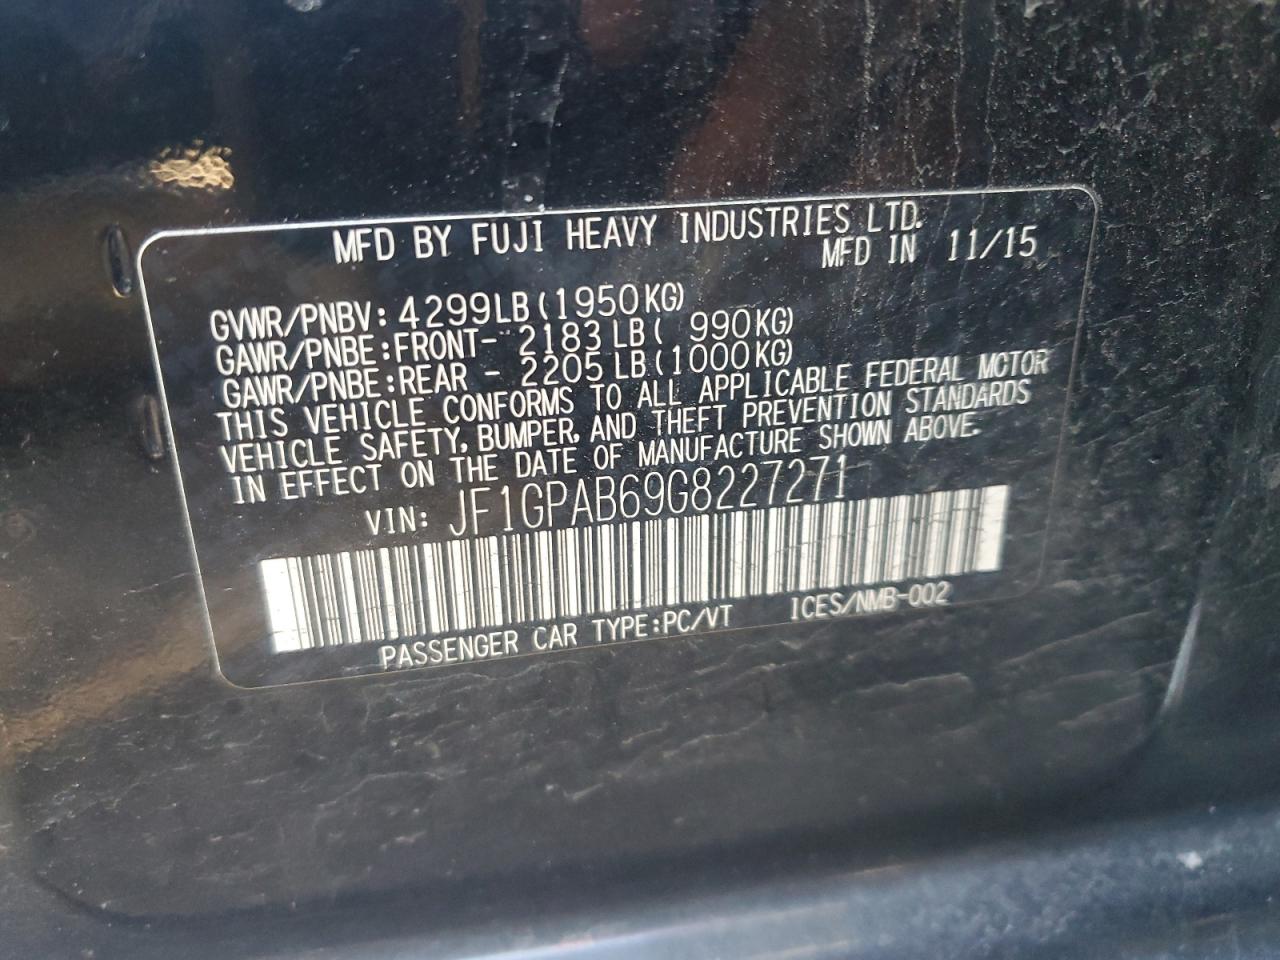 MFD BY FUJI HEAVY INDUSTRIES LTD.
MFD IN 11/15
GVWR/PNBV: 4299LB (1950KG)
GAWR/PNBE:FRONT- 2183 LB ( 990KG)
GAWR/PNBE:REAR - 2205 LB (1000KG)
THIS VEHICLE CONFORMS TO ALL APPLICABLE FEDERAL MOTOR
VEHICLE SAFETY, BUMPER, AND THEFT PREVENTION STANDARDS
IN EFFECT ON THE DATE OF MANUFACTURE SHOWN ABOVE.
VIN: JF1GPAB69G8227271
PASSENGER CAR TYPE:PC/VT ICES/NMB-002